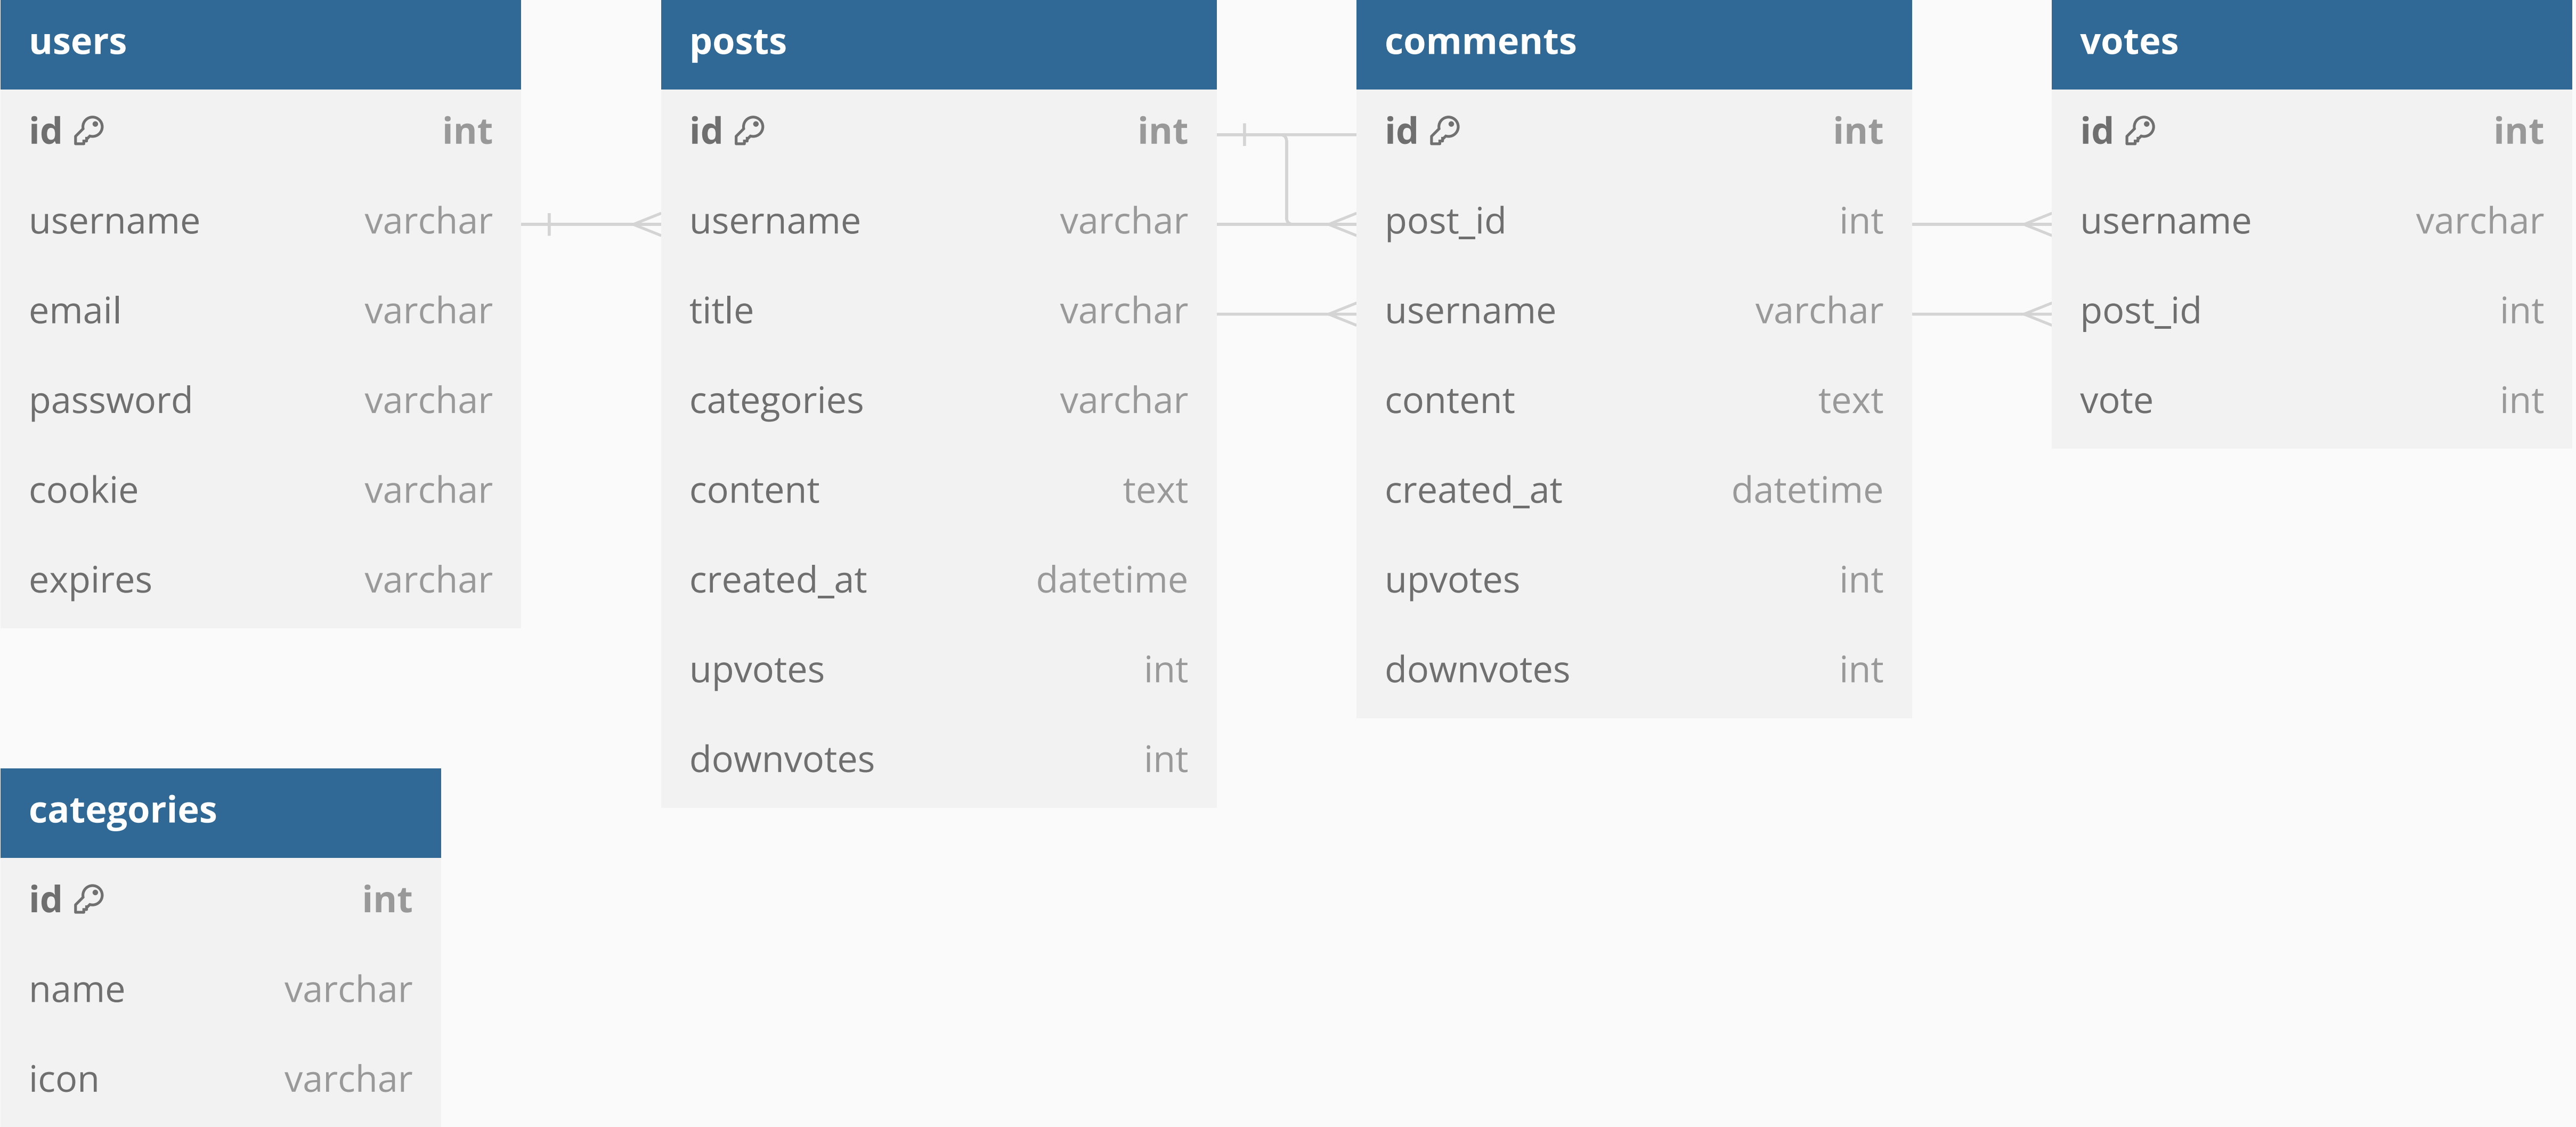 users
id int
username varchar
email varchar
password varchar
cookie varchar
expires varchar
posts
id int
username varchar
title varchar
categories varchar
content text
created_at datetime
upvotes int
downvotes int
comments
id int
post_id int
username varchar
content text
created_at datetime
upvotes int
downvotes int
votes
id int
username varchar
post_id int
vote int
categories
id int
name varchar
icon varchar